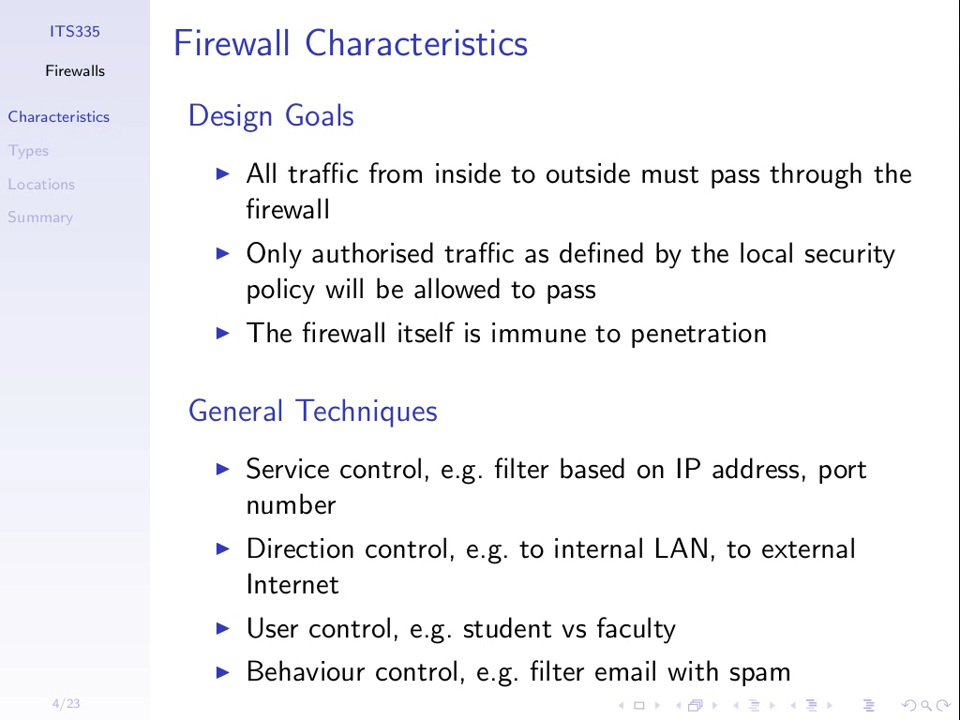 ITS335
Firewalls
Characteristics
Types
Locations
Summary
Firewall Characteristics
Design Goals
All traffic from inside to outside must pass through the
firewall
Only authorised traffic as defined by the local security
policy will be allowed to pass
The firewall itself is immune to penetration
General Techniques
Service control, e.g. filter based on IP address, port
number
Direction control, e.g. to internal LAN, to external
Internet
User control, e.g. student vs faculty
Behaviour control, e.g. filter email with spam
4/23